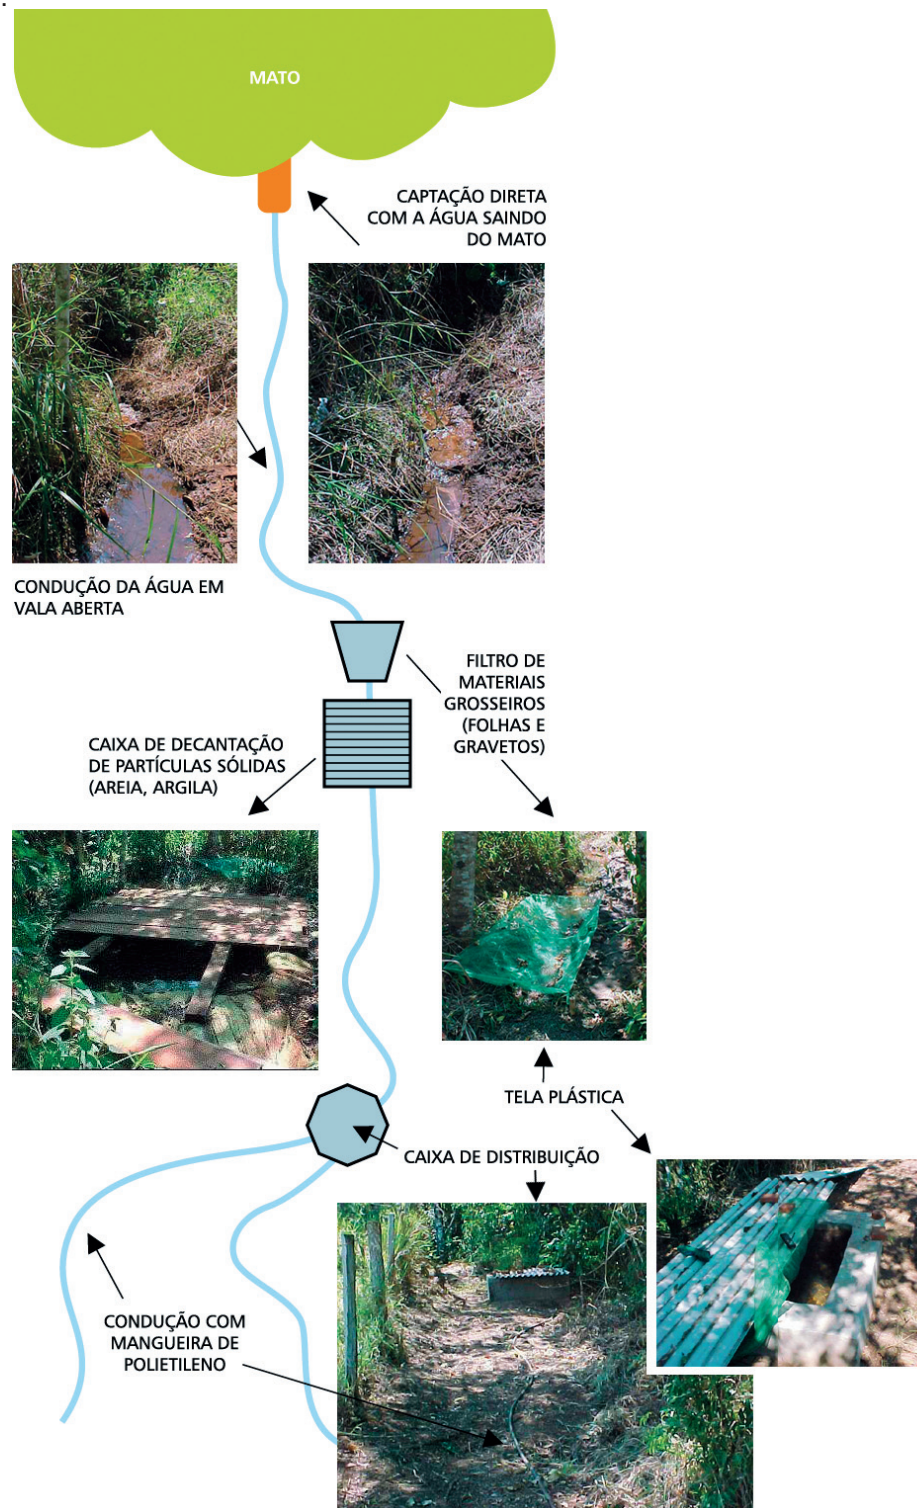 .
MATO
CAPTAÇÃO DIRETA
COM A ÁGUA SAINDO
DO MATO
CONDUÇÃO DA ÁGUA EM
VALA ABERTA
FILTRO DE
MATERIAIS
GROSSEIROS
(FOLHAS E
GRAVETOS)
CAIXA DE DECANTAÇÃO
DE PARTÍCULAS SÓLIDAS
(AREIA, ARGILA)
TELA PLÁSTICA
CAIXA DE DISTRIBUIÇÃO
CONDUÇÃO COM
MANGUEIRA DE
POLIETILENO